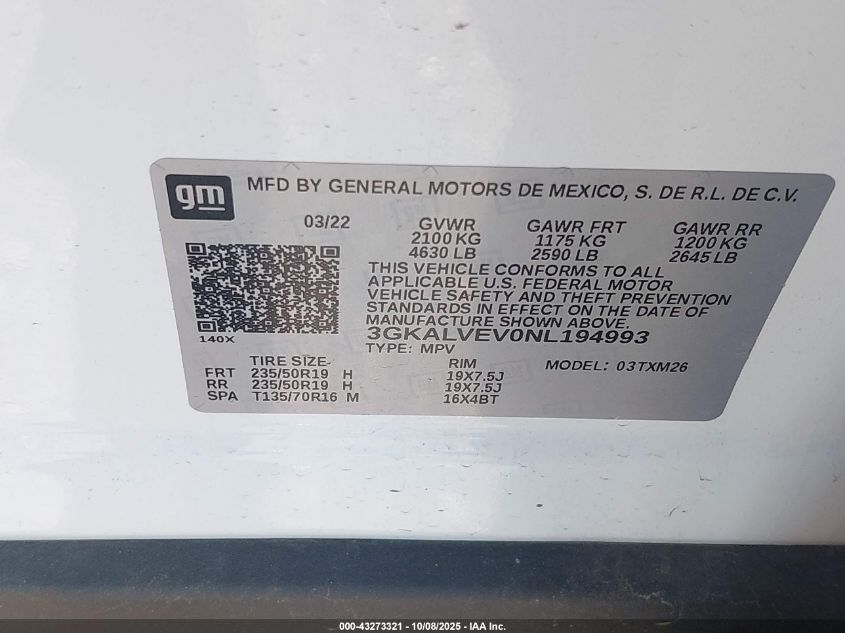 gm MFD BY GENERAL MOTORS DE MEXICO, S. DE R.L. DE C.V.
03/22 GVWR GAWR FRT GAWR RR
2100 KG 1175 KG 1200 KG
4630 LB 2590 LB 2645 LB
THIS VEHICLE CONFORMS TO ALL
APPLICABLE U.S. FEDERAL MOTOR
VEHICLE SAFETY AND THEFT PREVENTION
STANDARDS IN EFFECT ON THE DATE OF
MANUFACTURE SHOWN ABOVE.
140X
3GKALVEV0NL194993
TYPE: MPV MODEL: 03TXM26
TIRE SIZE RIM
FRT 235/50R19 H 19X7.5J
RR 235/50R19 H 19X7.5J
SPA T135/70R16 M 16X4BT
000-43273321 - 10/08/2025 - IAA Inc.